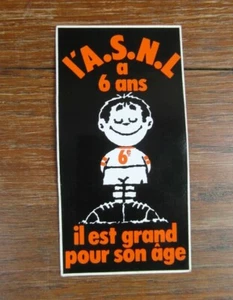 l'A.S.N.L
a
6 ans
6e
il est grand
pour son âge